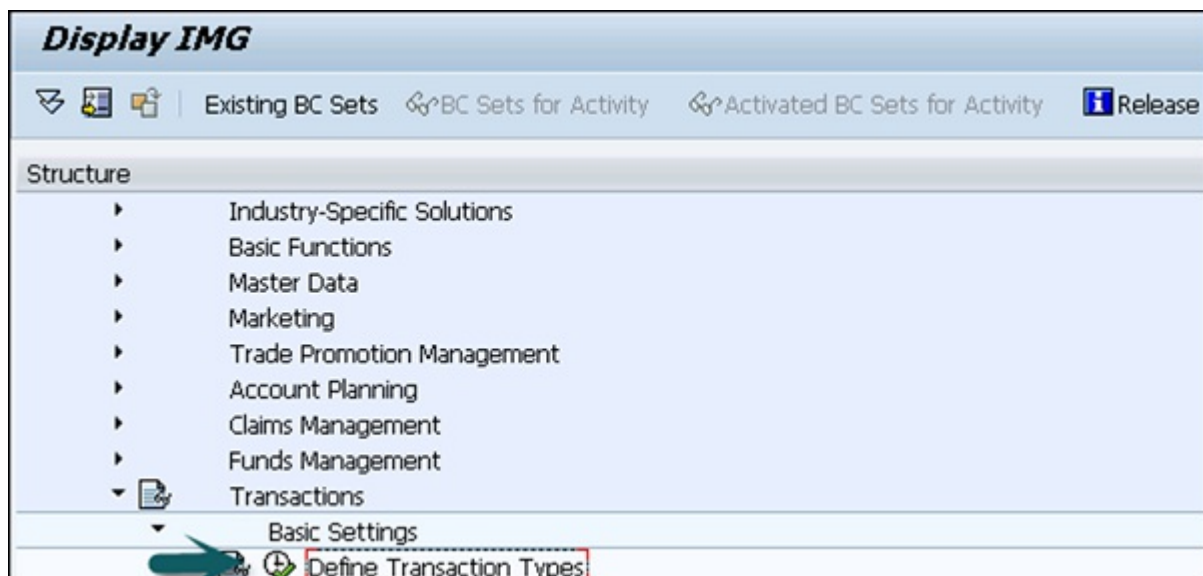 Display IMG
Existing BC Sets BC Sets for Activity Activated BC Sets for Activity Release
Structure
Industry-Specific Solutions
Basic Functions
Master Data
Marketing
Trade Promotion Management
Account Planning
Claims Management
Funds Management
Transactions
Basic Settings
Define Transaction Types